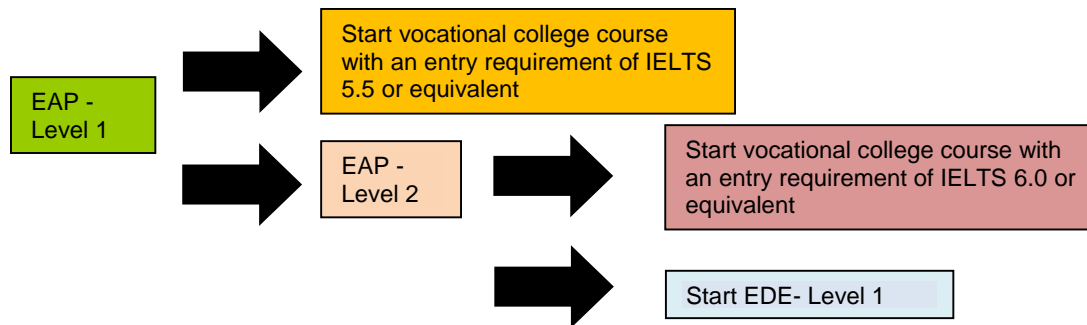 Start vocational college course
with an entry requirement of IELTS
5.5 or equivalent
EAP -
Level 1
EAP -
Level 2
Start vocational college course with
an entry requirement of IELTS 6.0 or
equivalent
Start EDE- Level 1